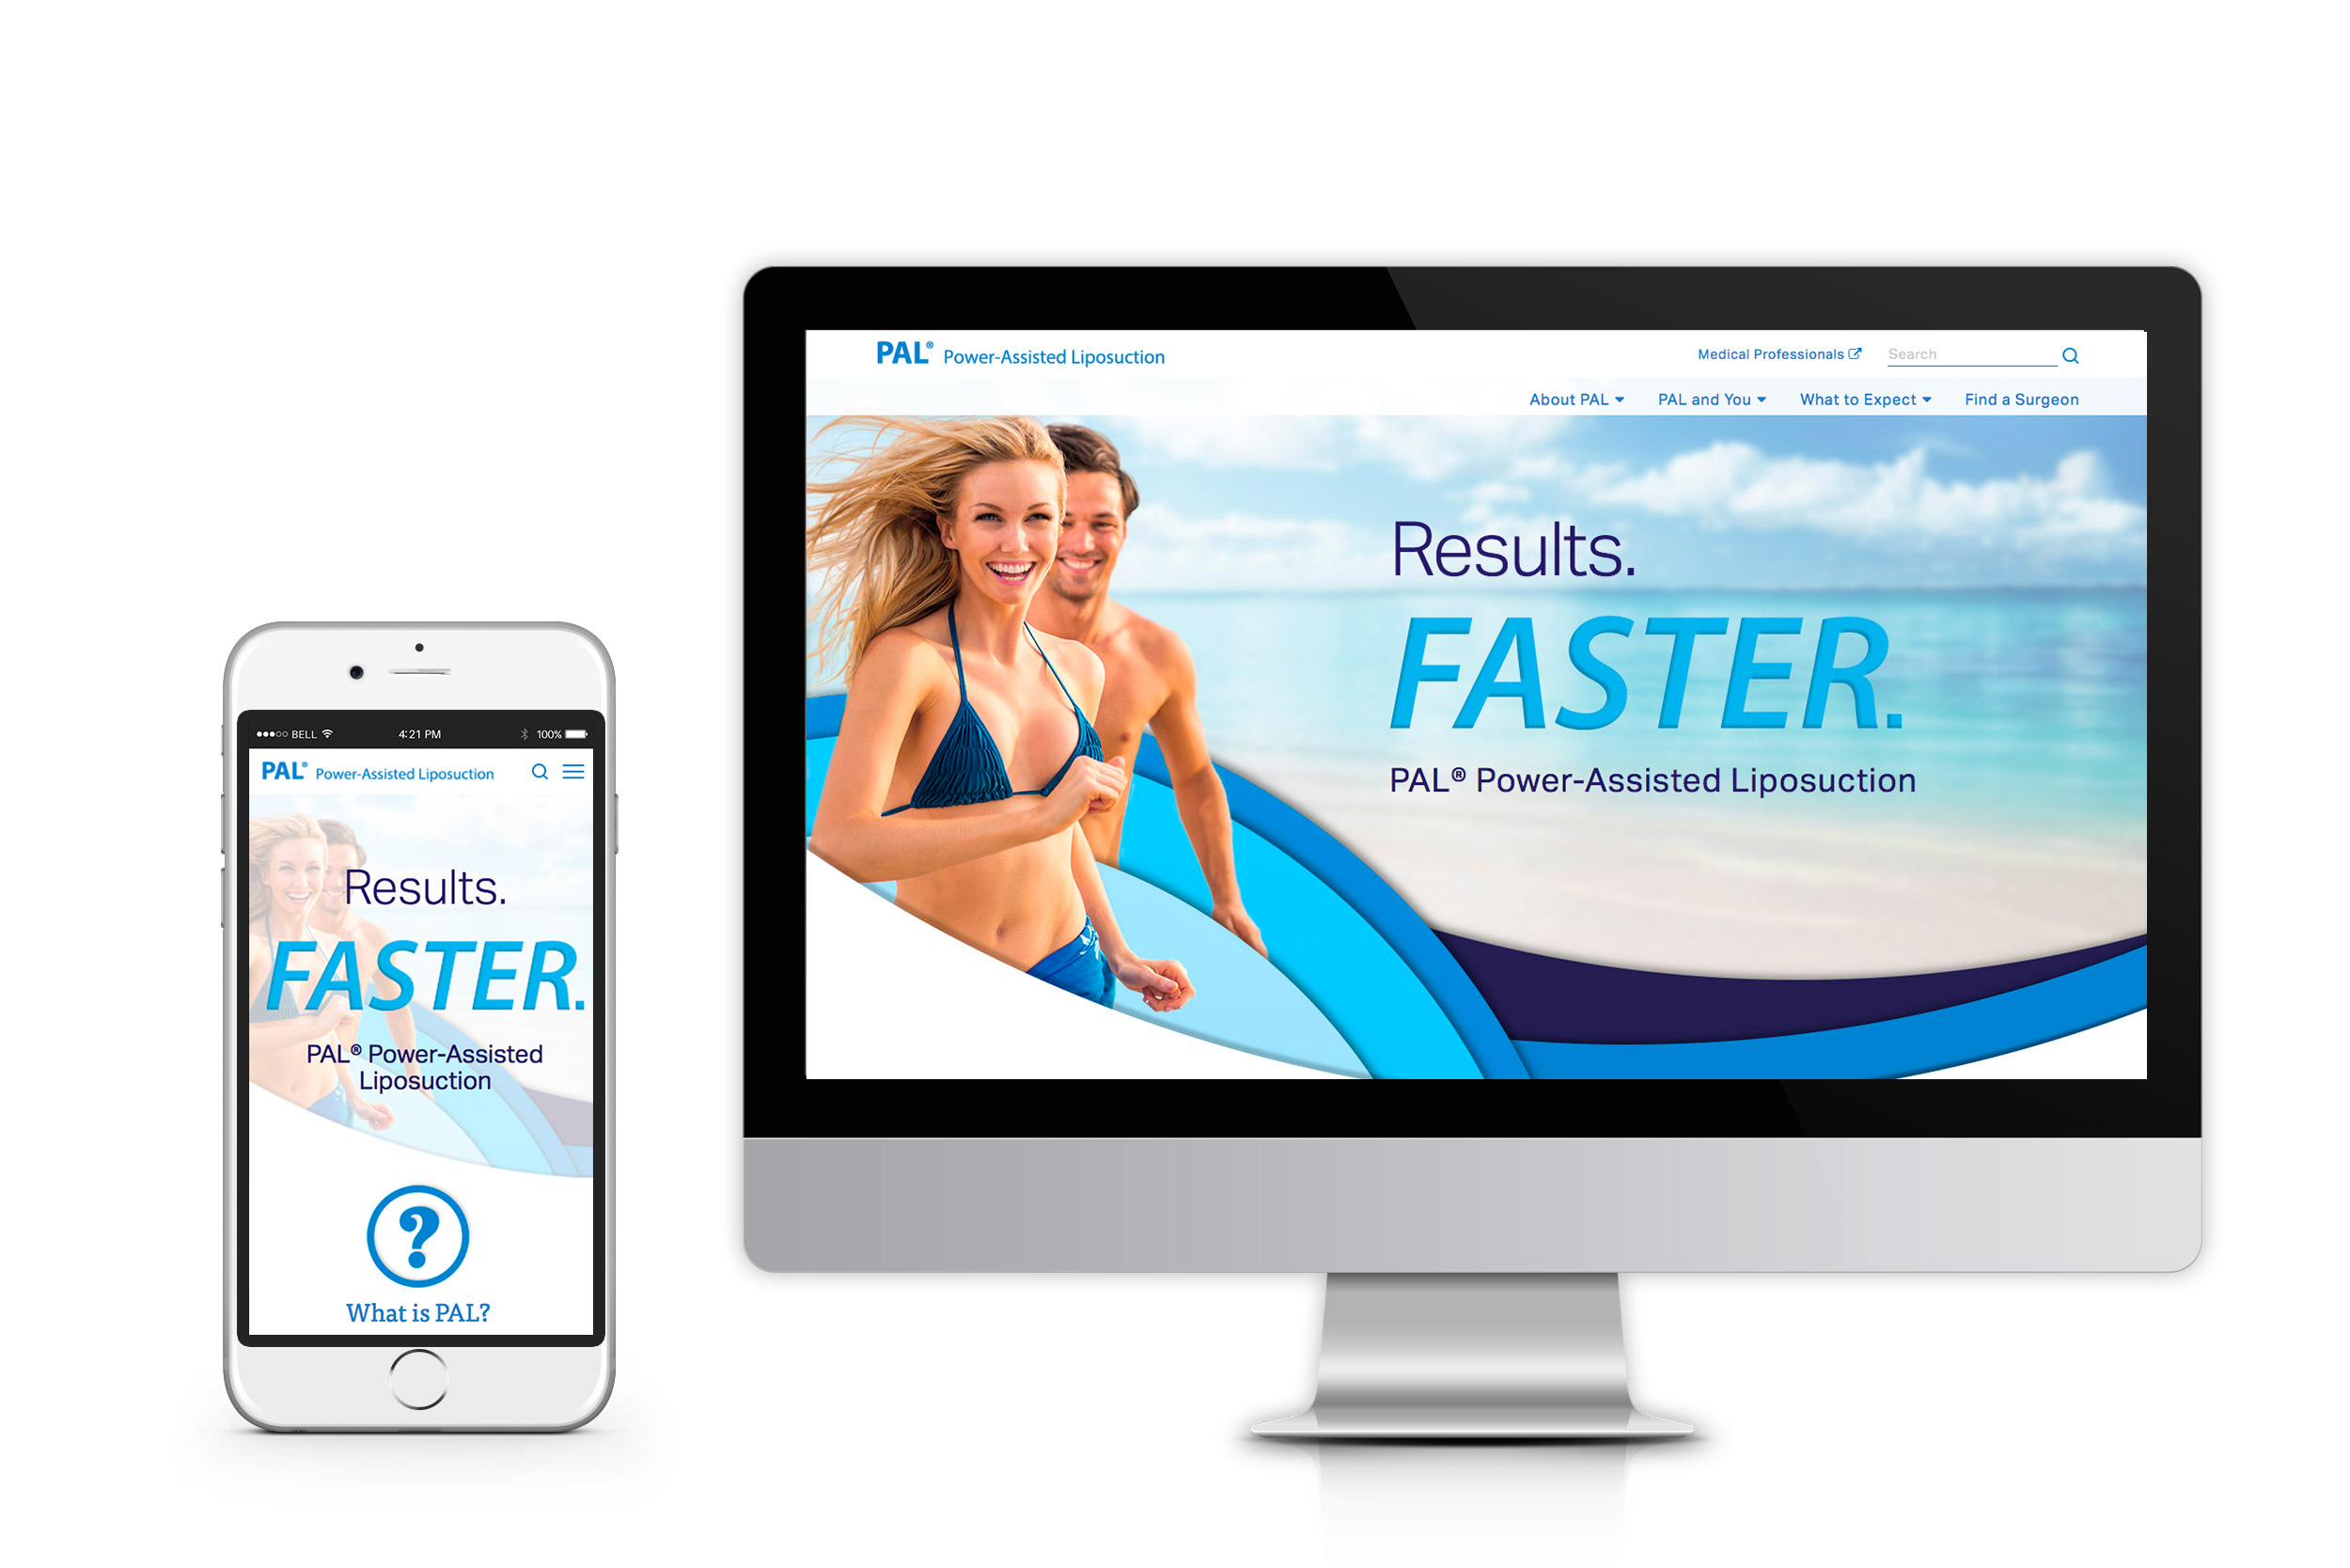 ●●●○○ BELL 4:21 PM 100%
PAL® Power-Assisted Liposuction
Results.
FASTER.
PAL® Power-Assisted
Liposuction
?
What is PAL?
PAL® Power-Assisted Liposuction
Medical Professionals Search
About PAL PAL and You What to Expect Find a Surgeon
Results.
FASTER.
PAL® Power-Assisted Liposuction